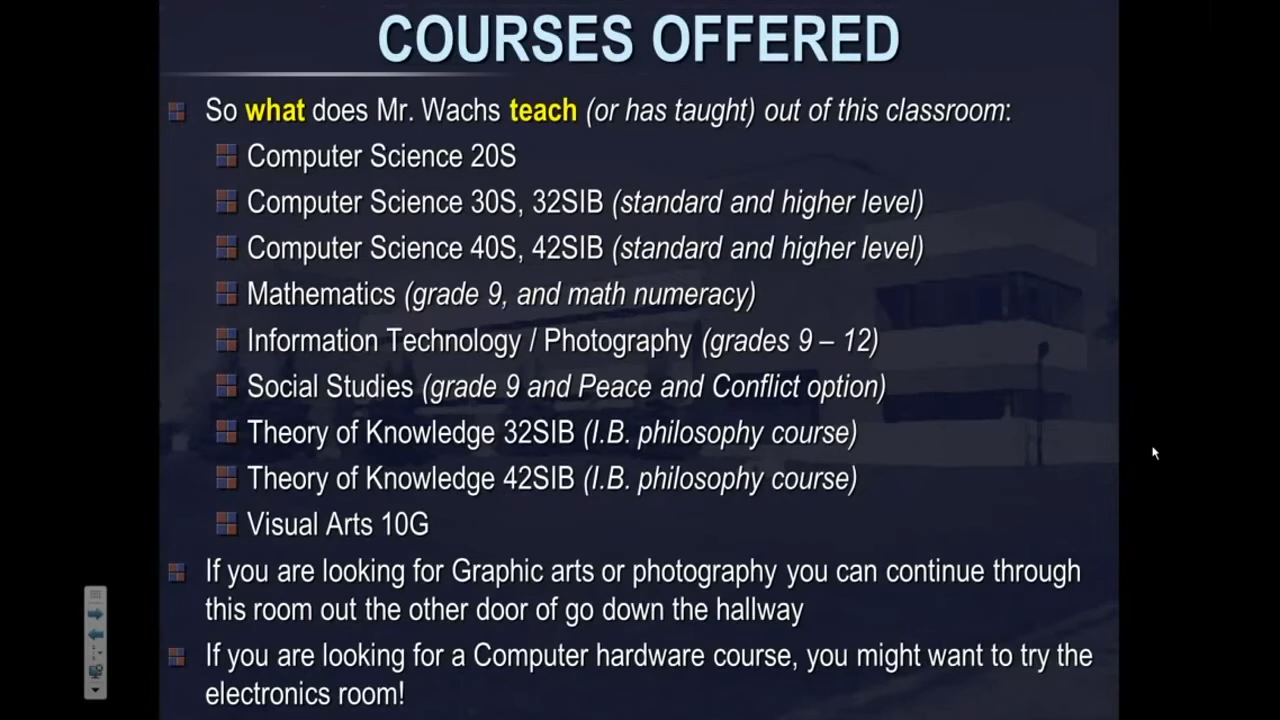 COURSES OFFERED
So what does Mr. Wachs teach (or has taught) out of this classroom:
Computer Science 20S
Computer Science 30S, 32SIB (standard and higher level)
Computer Science 40S, 42SIB (standard and higher level)
Mathematics (grade 9, and math numeracy)
Information Technology / Photography (grades 9 – 12)
Social Studies (grade 9 and Peace and Conflict option)
Theory of Knowledge 32SIB (I.B. philosophy course)
Theory of Knowledge 42SIB (I.B. philosophy course)
Visual Arts 10G
If you are looking for Graphic arts or photography you can continue through
this room out the other door of go down the hallway
If you are looking for a Computer hardware course, you might want to try the
electronics room!